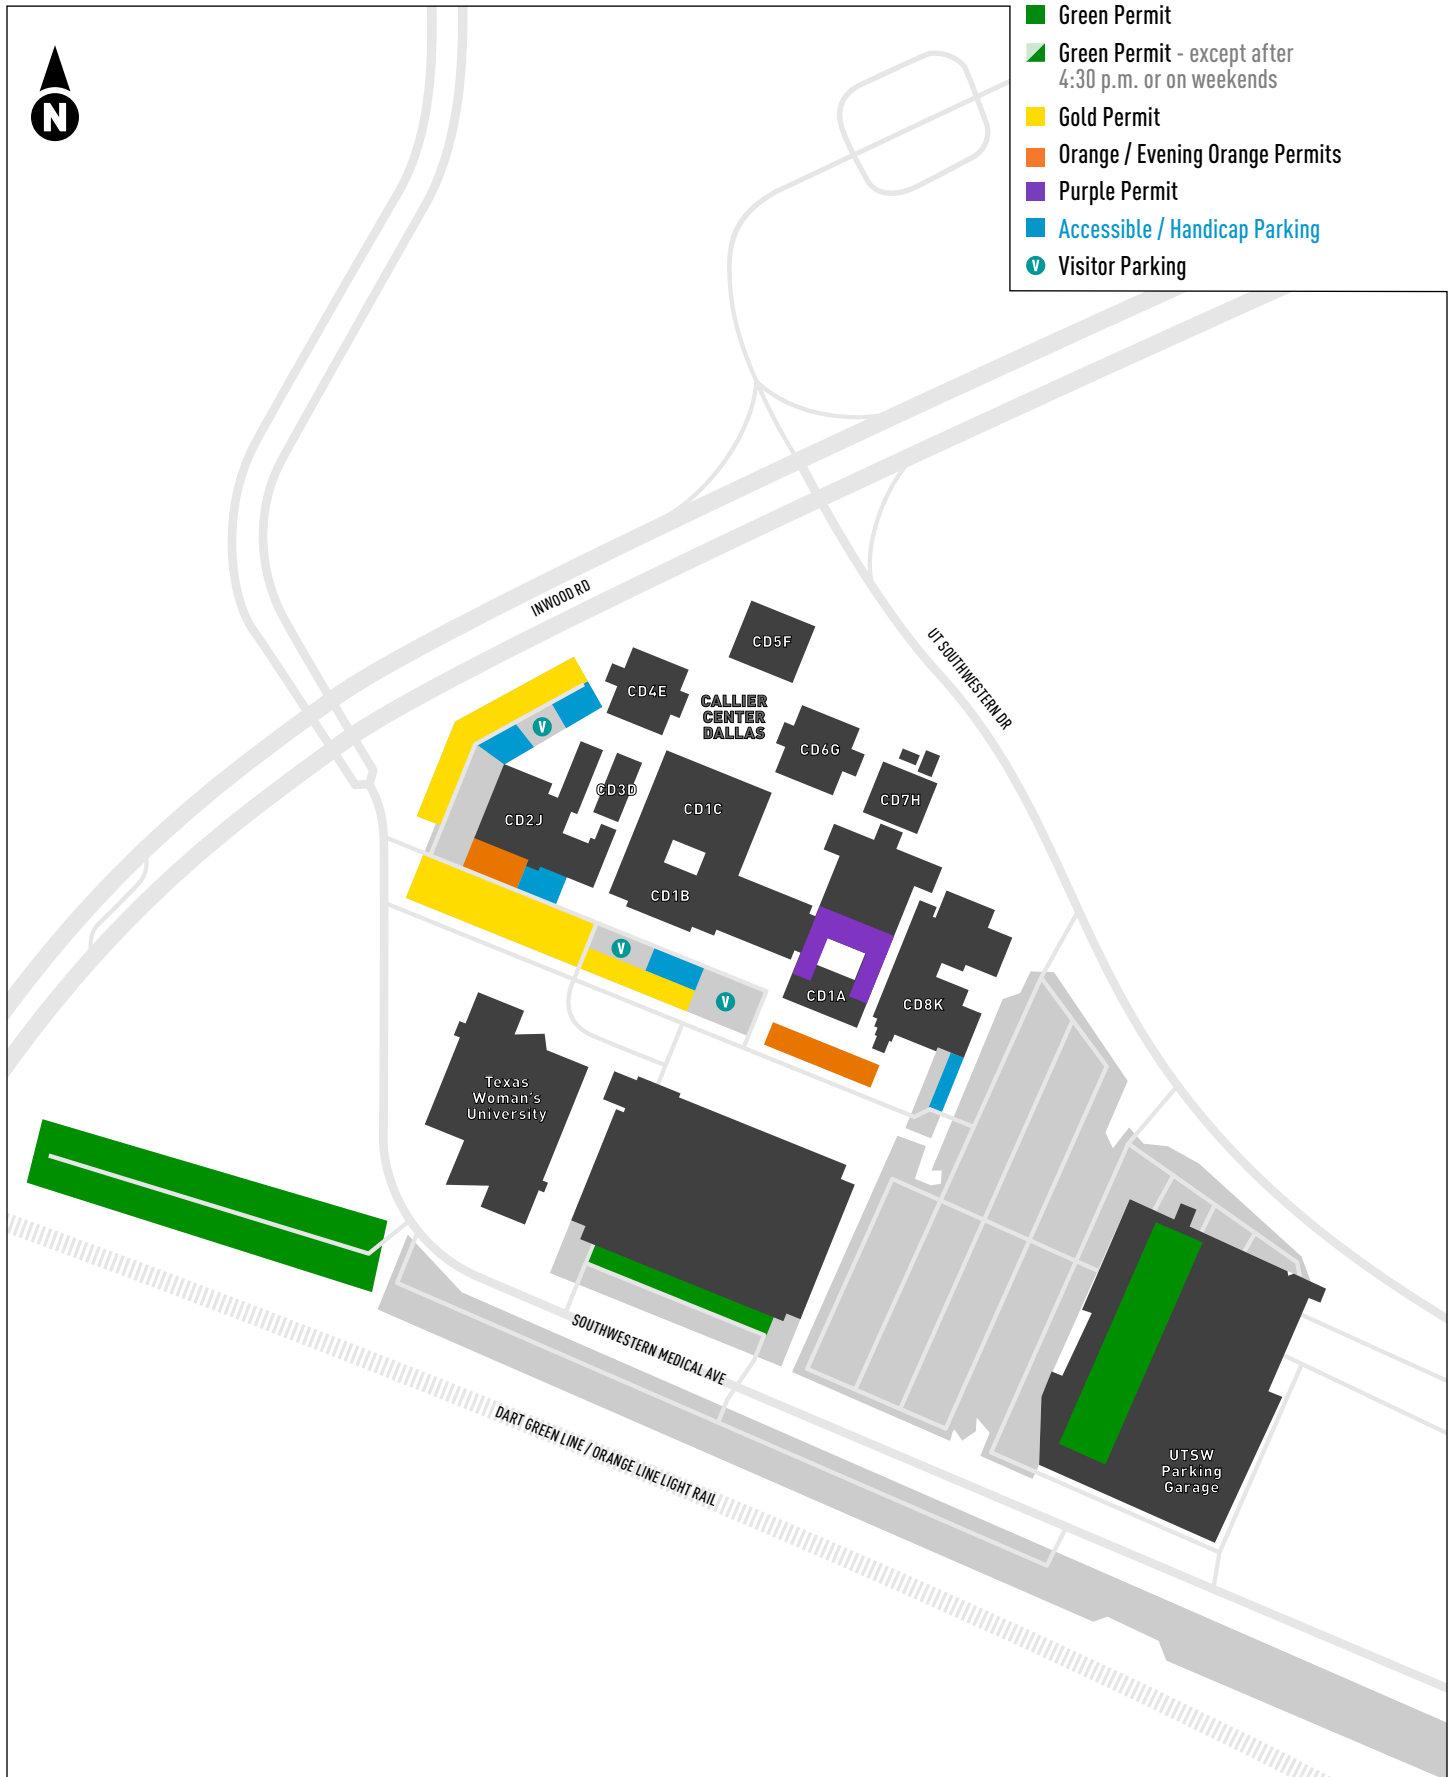 Green Permit
Green Permit - except after
4:30 p.m. or on weekends
Gold Permit
Orange / Evening Orange Permits
Purple Permit
Accessible / Handicap Parking
V Visitor Parking
N
INWOOD RD
UT SOUTHWESTERN DR
CD5F
CD4E
CALLIER
CENTER
DALLAS
V
CD6G
CD3D
CD1C
CD7H
CD2J
CD1B
V
V
CD1A
CD8K
Texas
Woman's
University
SOUTHWESTERN MEDICAL AVE
DART GREEN LINE / ORANGE LINE LIGHT RAIL
UTSW
Parking
Garage